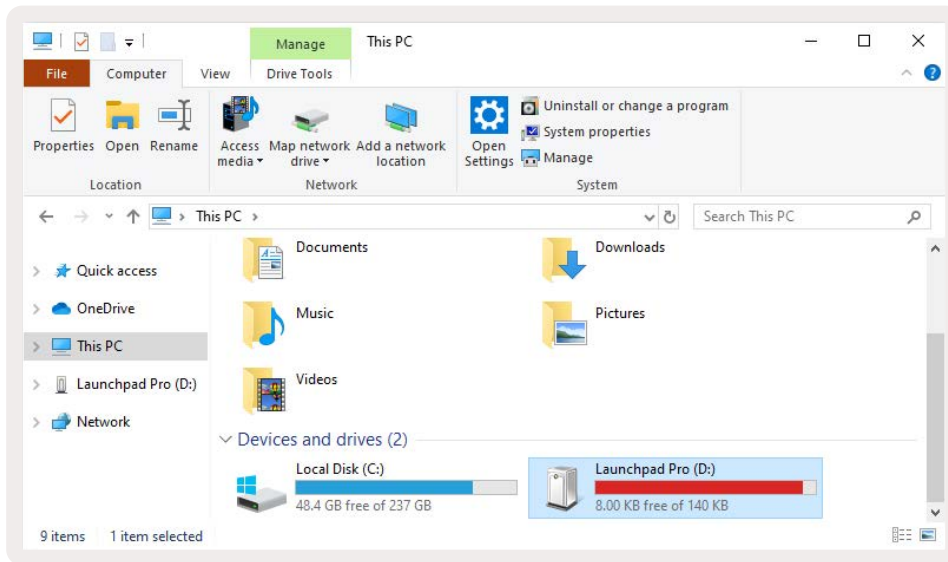 Manage This PC
File Computer View Drive Tools
Properties Open Rename Access media Map network drive Add a network location Open Settings Uninstall or change a program
System properties
Manage
Location Network System
This PC Search This PC
Quick access
OneDrive
This PC
Launchpad Pro (D:)
Network
Documents Downloads
Music Pictures
Videos
Devices and drives (2)
Local Disk (C:) Launchpad Pro (D:)
48.4 GB free of 237 GB 8.00 KB free of 140 KB
9 items 1 item selected